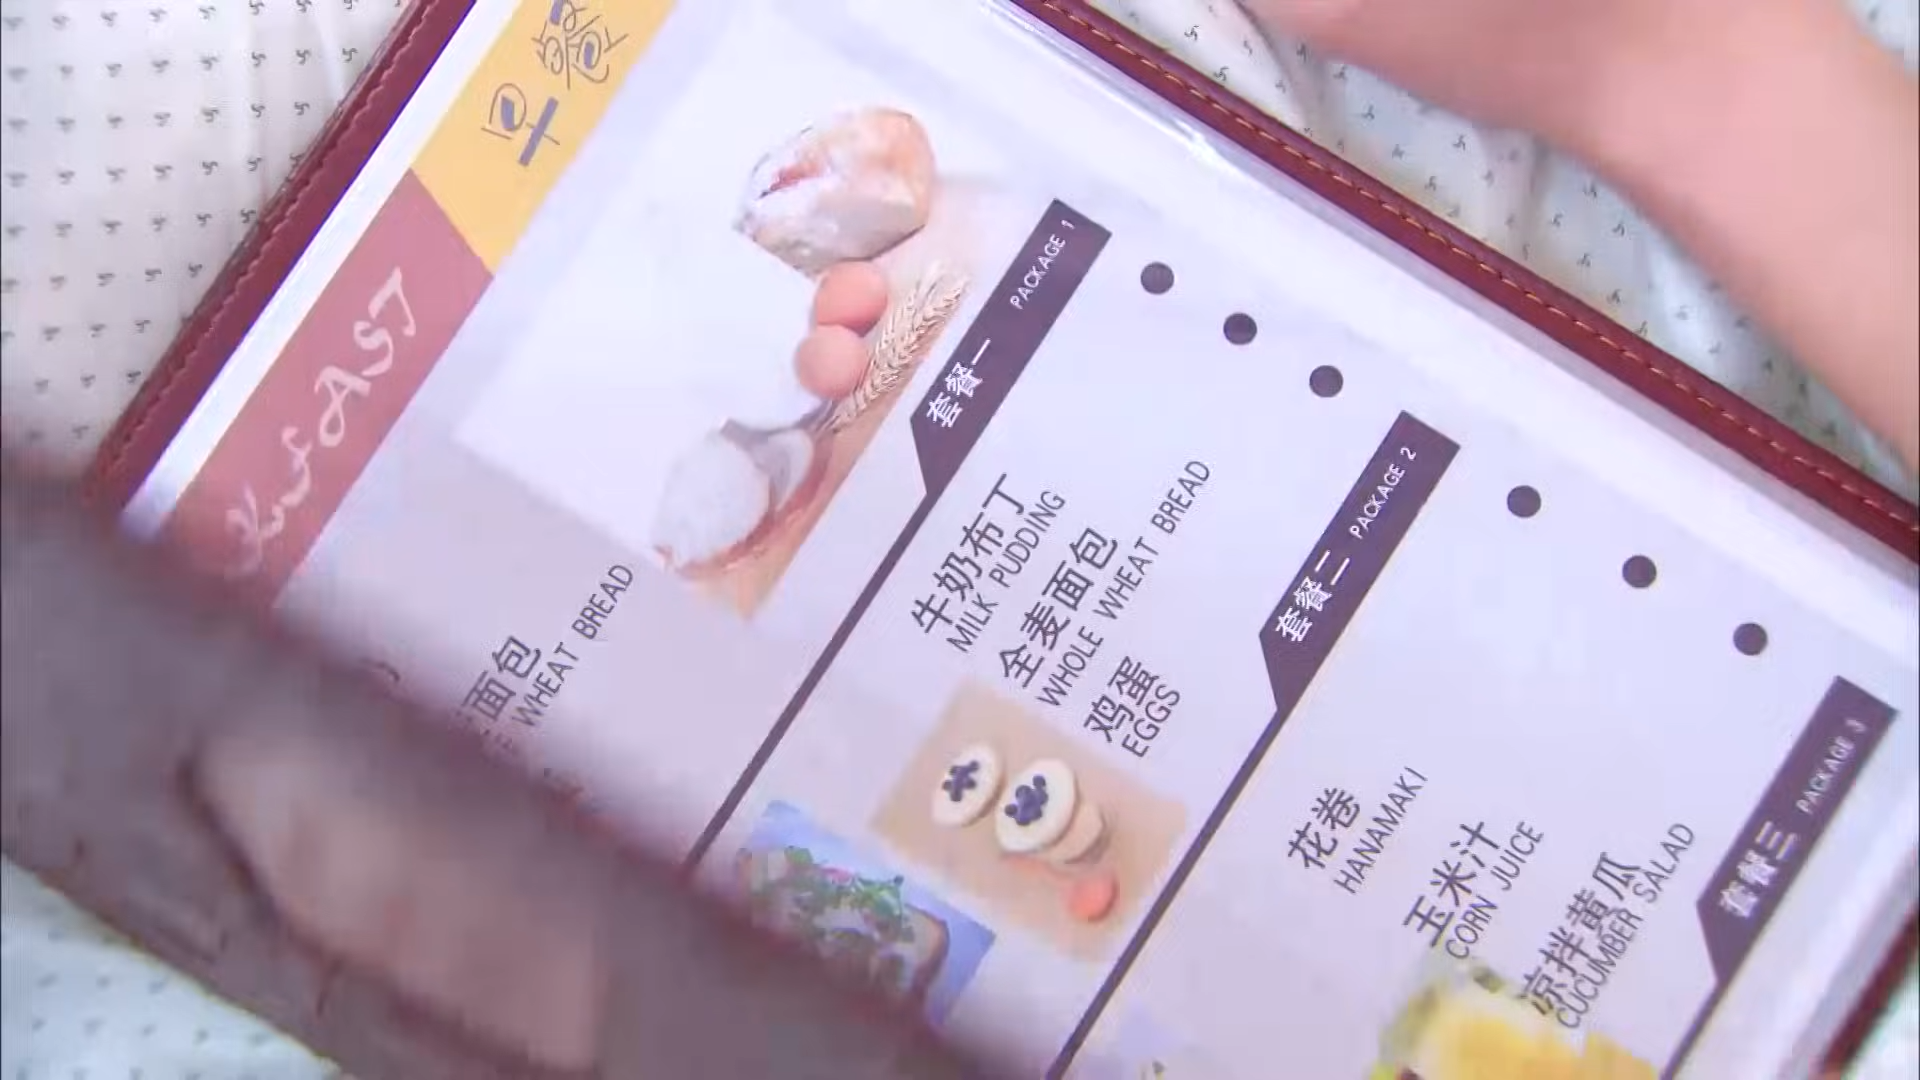 早餐
套餐一 PACKAGE 1
面包
WHEAT BREAD
牛奶布丁
MILK PUDDING
全麦面包
WHOLE WHEAT BREAD
鸡蛋
EGGS
套餐二 PACKAGE 2
花卷
HANAMAKI
玉米汁
CORN JUICE
凉拌黄瓜
CUCUMBER SALAD
套餐三 PACKAGE 3